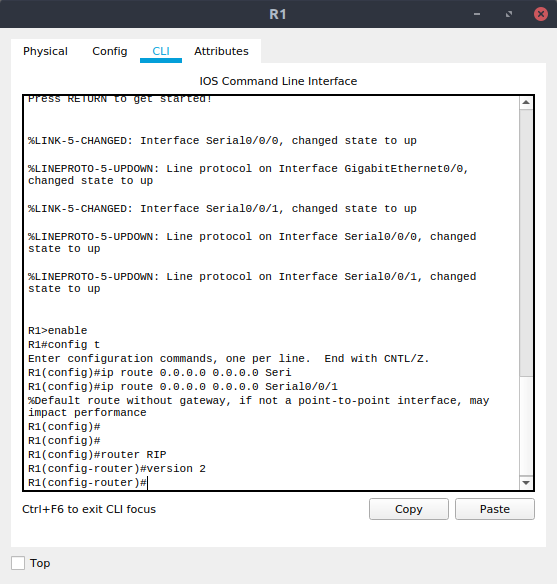 R1
Physical Config CLI Attributes
IOS Command Line Interface
Press RETURN to get started!
%LINK-5-CHANGED: Interface Serial0/0/0, changed state to up
%LINEPROTO-5-UPDOWN: Line protocol on Interface GigabitEthernet0/0,
changed state to up
%LINK-5-CHANGED: Interface Serial0/0/1, changed state to up
%LINEPROTO-5-UPDOWN: Line protocol on Interface Serial0/0/0, changed
state to up
%LINEPROTO-5-UPDOWN: Line protocol on Interface Serial0/0/1, changed
state to up
R1>enable
R1#config t
Enter configuration commands, one per line.  End with CNTL/Z.
R1(config)#ip route 0.0.0.0 0.0.0.0 Seri
R1(config)#ip route 0.0.0.0 0.0.0.0 Serial0/0/1
%Default route without gateway, if not a point-to-point interface, may
impact performance
R1(config)#
R1(config)#
R1(config)#router RIP
R1(config-router)#version 2
R1(config-router)#
Ctrl+F6 to exit CLI focus
Copy Paste
Top